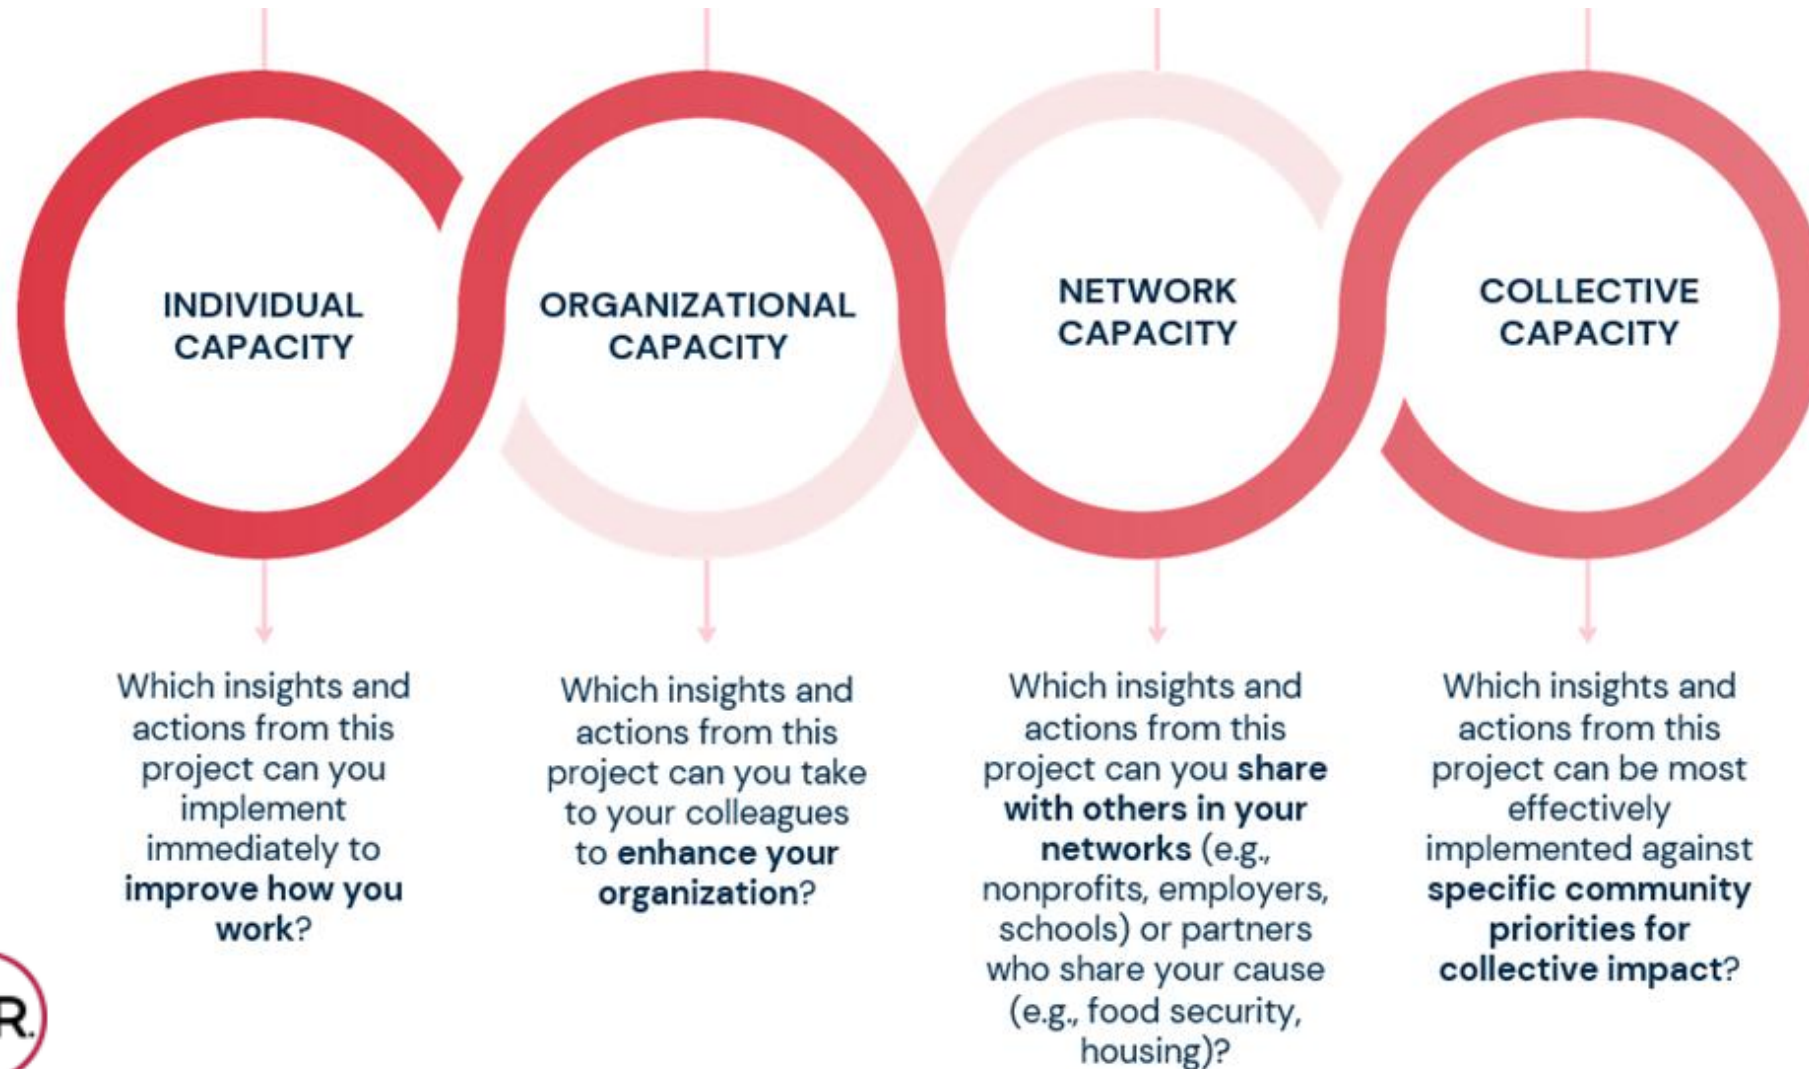 INDIVIDUAL
CAPACITY
ORGANIZATIONAL
CAPACITY
NETWORK
CAPACITY
COLLECTIVE
CAPACITY
Which insights and
actions from this
project can you
implement
immediately to
improve how you
work?
Which insights and
actions from this
project can you take
to your colleagues
to enhance your
organization?
Which insights and
actions from this
project can you share
with others in your
networks (e.g.,
nonprofits, employers,
schools) or partners
who share your cause
(e.g., food security,
housing)?
Which insights and
actions from this
project can be most
effectively
implemented against
specific community
priorities for
collective impact?
R.